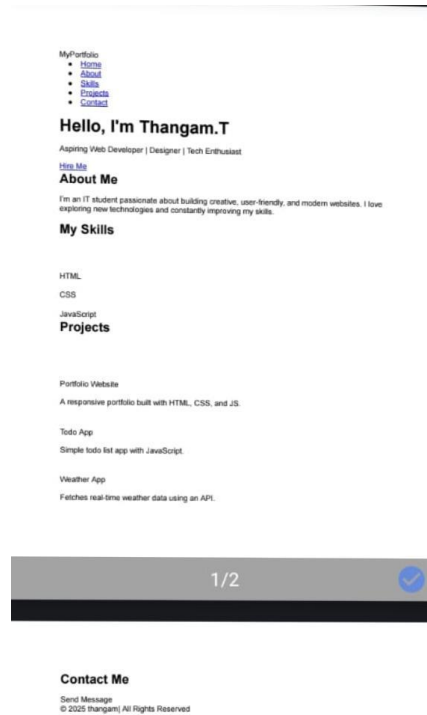 MyPortfolio
Home
About
Skills
Projects
Contact
Hello, I'm Thangam.T
Aspiring Web Developer | Designer | Tech Enthusiast
Hire Me
About Me
I'm an IT student passionate about building creative, user-friendly, and modern websites. I love
exploring new technologies and constantly improving my skills.
My Skills
HTML
CSS
JavaScript
Projects
Portfolio Website
A responsive portfolio built with HTML, CSS, and JS.
Todo App
Simple todo list app with JavaScript.
Weather App
Fetches real-time weather data using an API.
1/2
Contact Me
Send Message
© 2025 thangam| All Rights Reserved